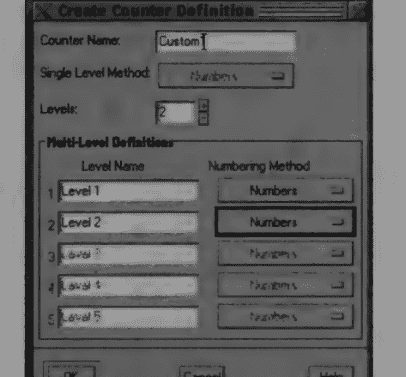 Create Counter Definition
Counter Name: Custom
Single Level Method: Numbers
Levels: 2
Multi-Level Definitions
Level Name Numbering Method
1 Level 1 Numbers
2 Level 2 Numbers
3 Level 3 Numbers
4 Level 4 Numbers
5 Level 5 Numbers
OK Cancel Help